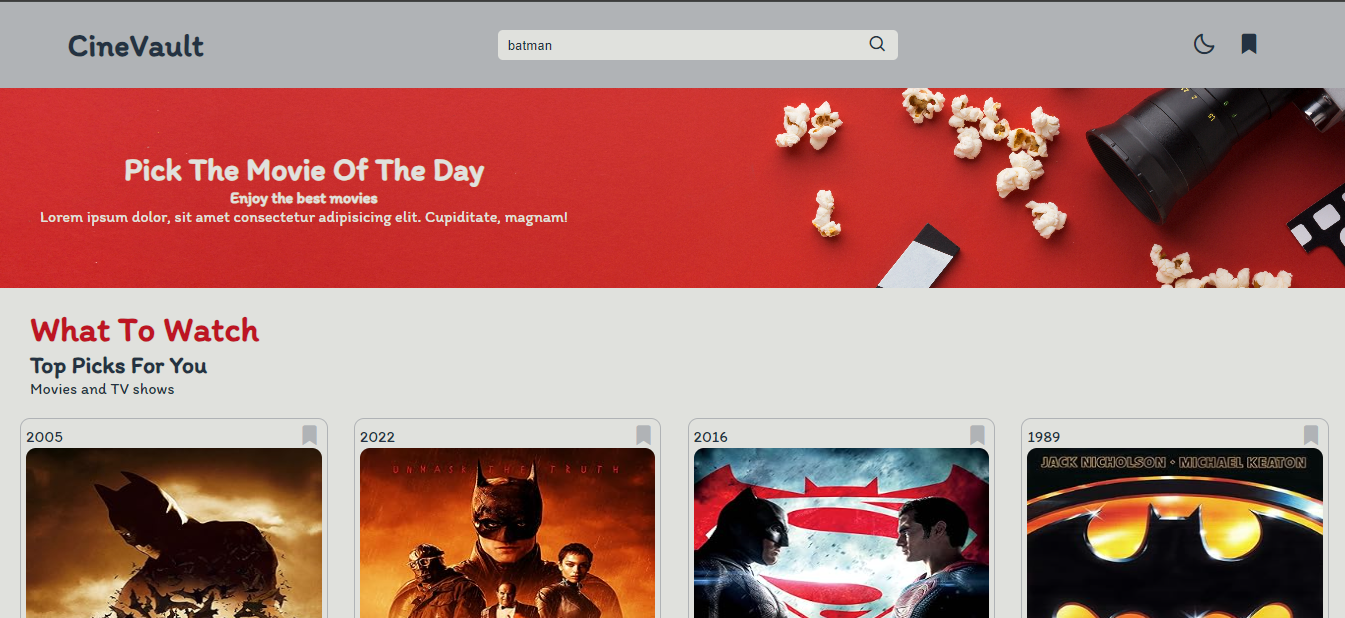 CineVault
batman
Pick The Movie Of The Day
Enjoy the best movies
Lorem ipsum dolor, sit amet consectetur adipisicing elit. Cupiditate, magnam!
What To Watch
Top Picks For You
Movies and TV shows
2005
2022
2016
1989
UNMASK THE TRUTH
JACK NICHOLSON • MICHAEL KEATON